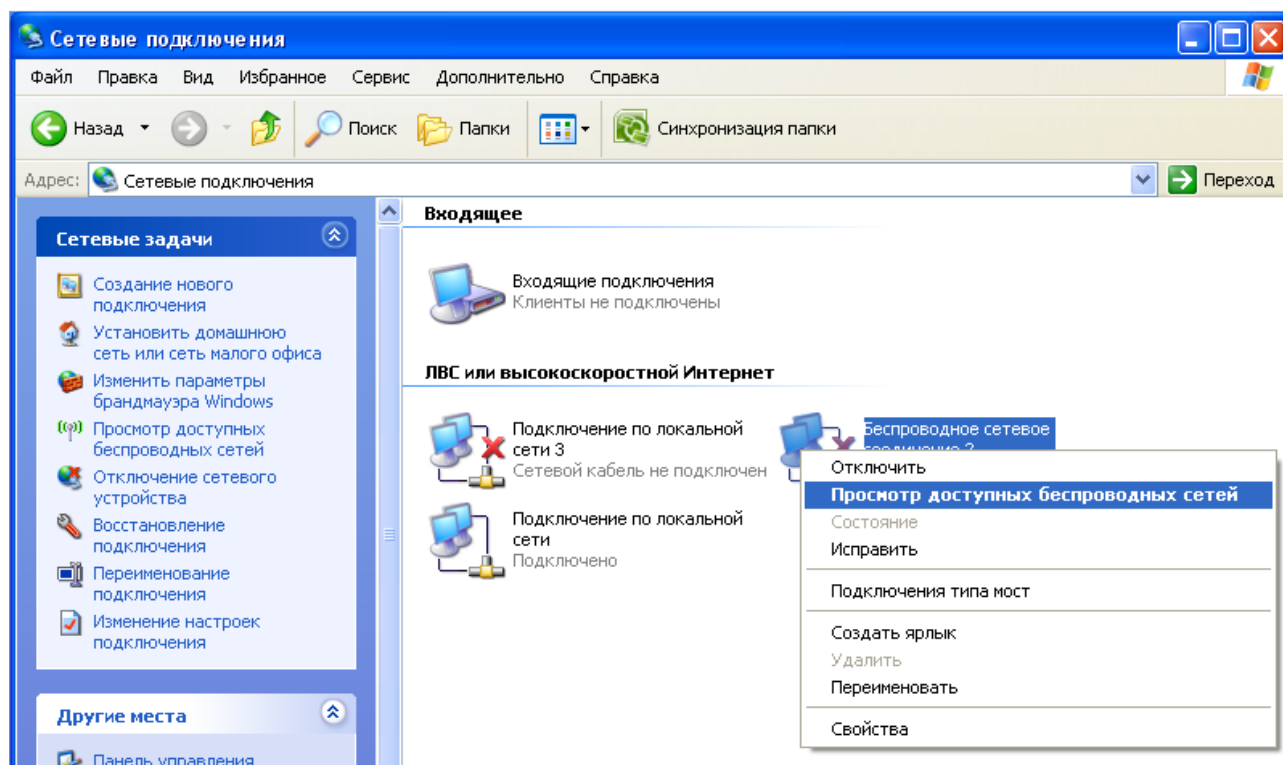 Сетевые подключения
Файл Правка Вид Избранное Сервис Дополнительно Справка
Назад Поиск Папки Синхронизация папки
Адрес: Сетевые подключения Переход
Сетевые задачи
Создание нового
подключения
Установить домашнюю
сеть или сеть малого офиса
Изменить параметры
брандмауэра Windows
Просмотр доступных
беспроводных сетей
Отключение сетевого
устройства
Восстановление
подключения
Переименование
подключения
Изменение настроек
подключения
Другие места
Панель управления
Входящее
Входящие подключения
Клиенты не подключены
ЛВС или высокоскоростной Интернет
Подключение по локальной
сети 3
Сетевой кабель не подключен
Подключение по локальной
сети
Подключено
Беспроводное сетевое
соединение 2
Отключить
Просмотр доступных беспроводных сетей
Состояние
Исправить
Подключения типа мост
Создать ярлык
Удалить
Переименовать
Свойства